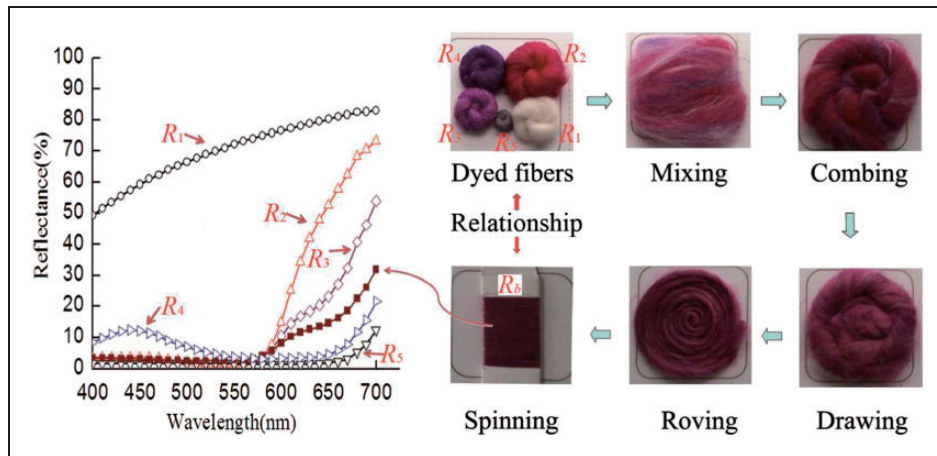 100
90
80
70
60
50
40
30
20
10
0
400 450 500 550 600 650 700
Reflectance(%)
Wavelength(nm)
R1
R2
R3
R4
R5
R4 R2
R3 R5 R1
Dyed fibers
Mixing
Combing
Relationship
Rb
Spinning
Roving
Drawing